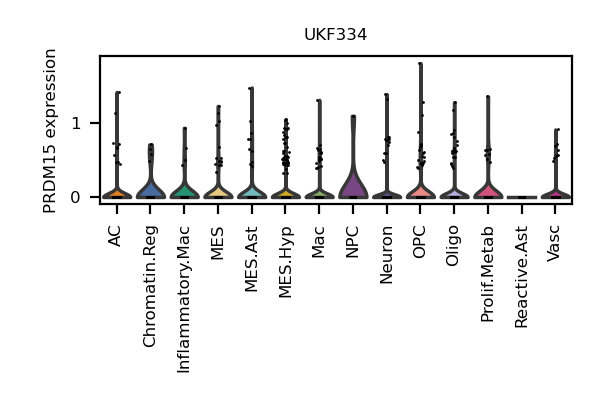 UKF334
PRDM15 expression
1
0
AC
Chromatin.Reg
Inflammatory.Mac
MES
MES.Ast
MES.Hyp
Mac
NPC
Neuron
OPC
Oligo
Prolif.Metab
Reactive.Ast
Vasc